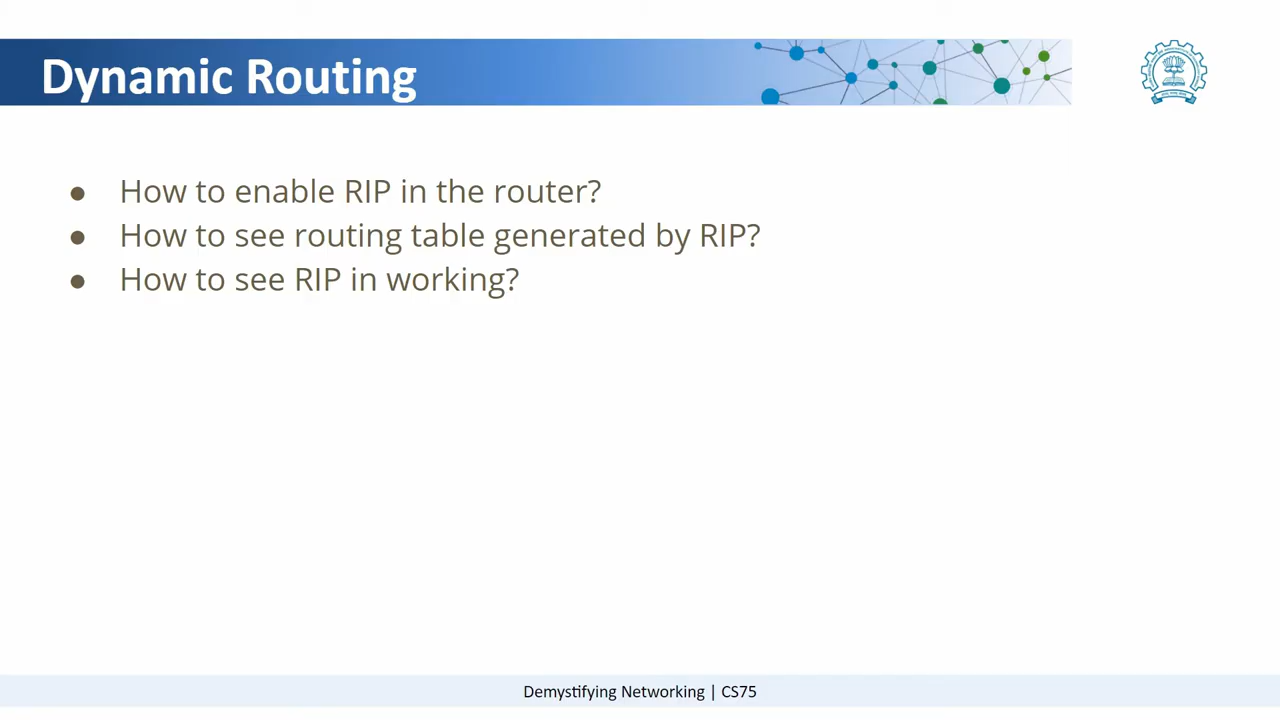 Dynamic Routing
● How to enable RIP in the router?
● How to see routing table generated by RIP?
● How to see RIP in working?
Demystifying Networking | CS75